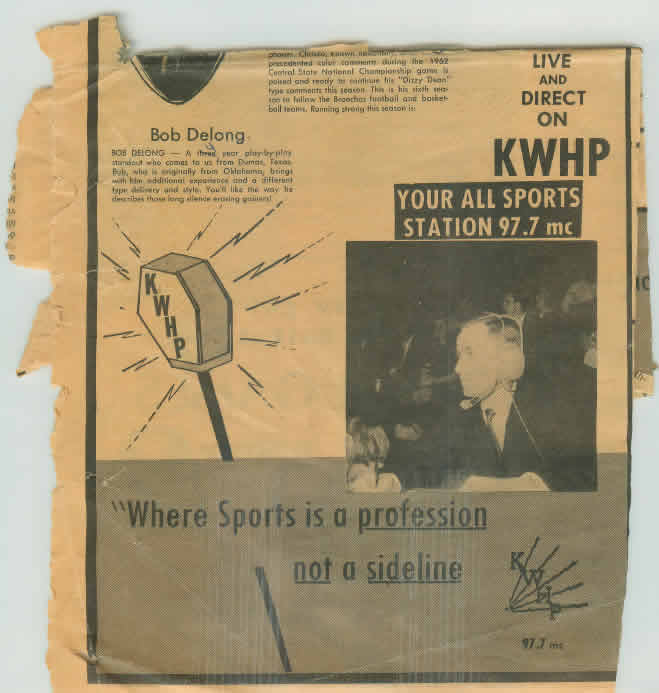 precedented color comments during the 1962
Central State National Championship game is
poised and ready to continue his "Dizzy Dean"
type comments this season. This is his sixth sea-
son to follow the Bronchos football and basket-
ball teams. Running strong this season is:
Bob Delong
BOB DELONG — A three year play-by-play
standout who comes to us from Dumas, Texas.
Bob, who is originally from Oklahoma, brings
with him additional experience and a different
type delivery and style. You'll like the way he
describes those long silence erasing gainers!
LIVE
AND
DIRECT
ON
KWHP
YOUR ALL SPORTS
STATION 97.7 mc
KWHP
"Where Sports is a profession
not a sideline
KWHP
97.7 mc